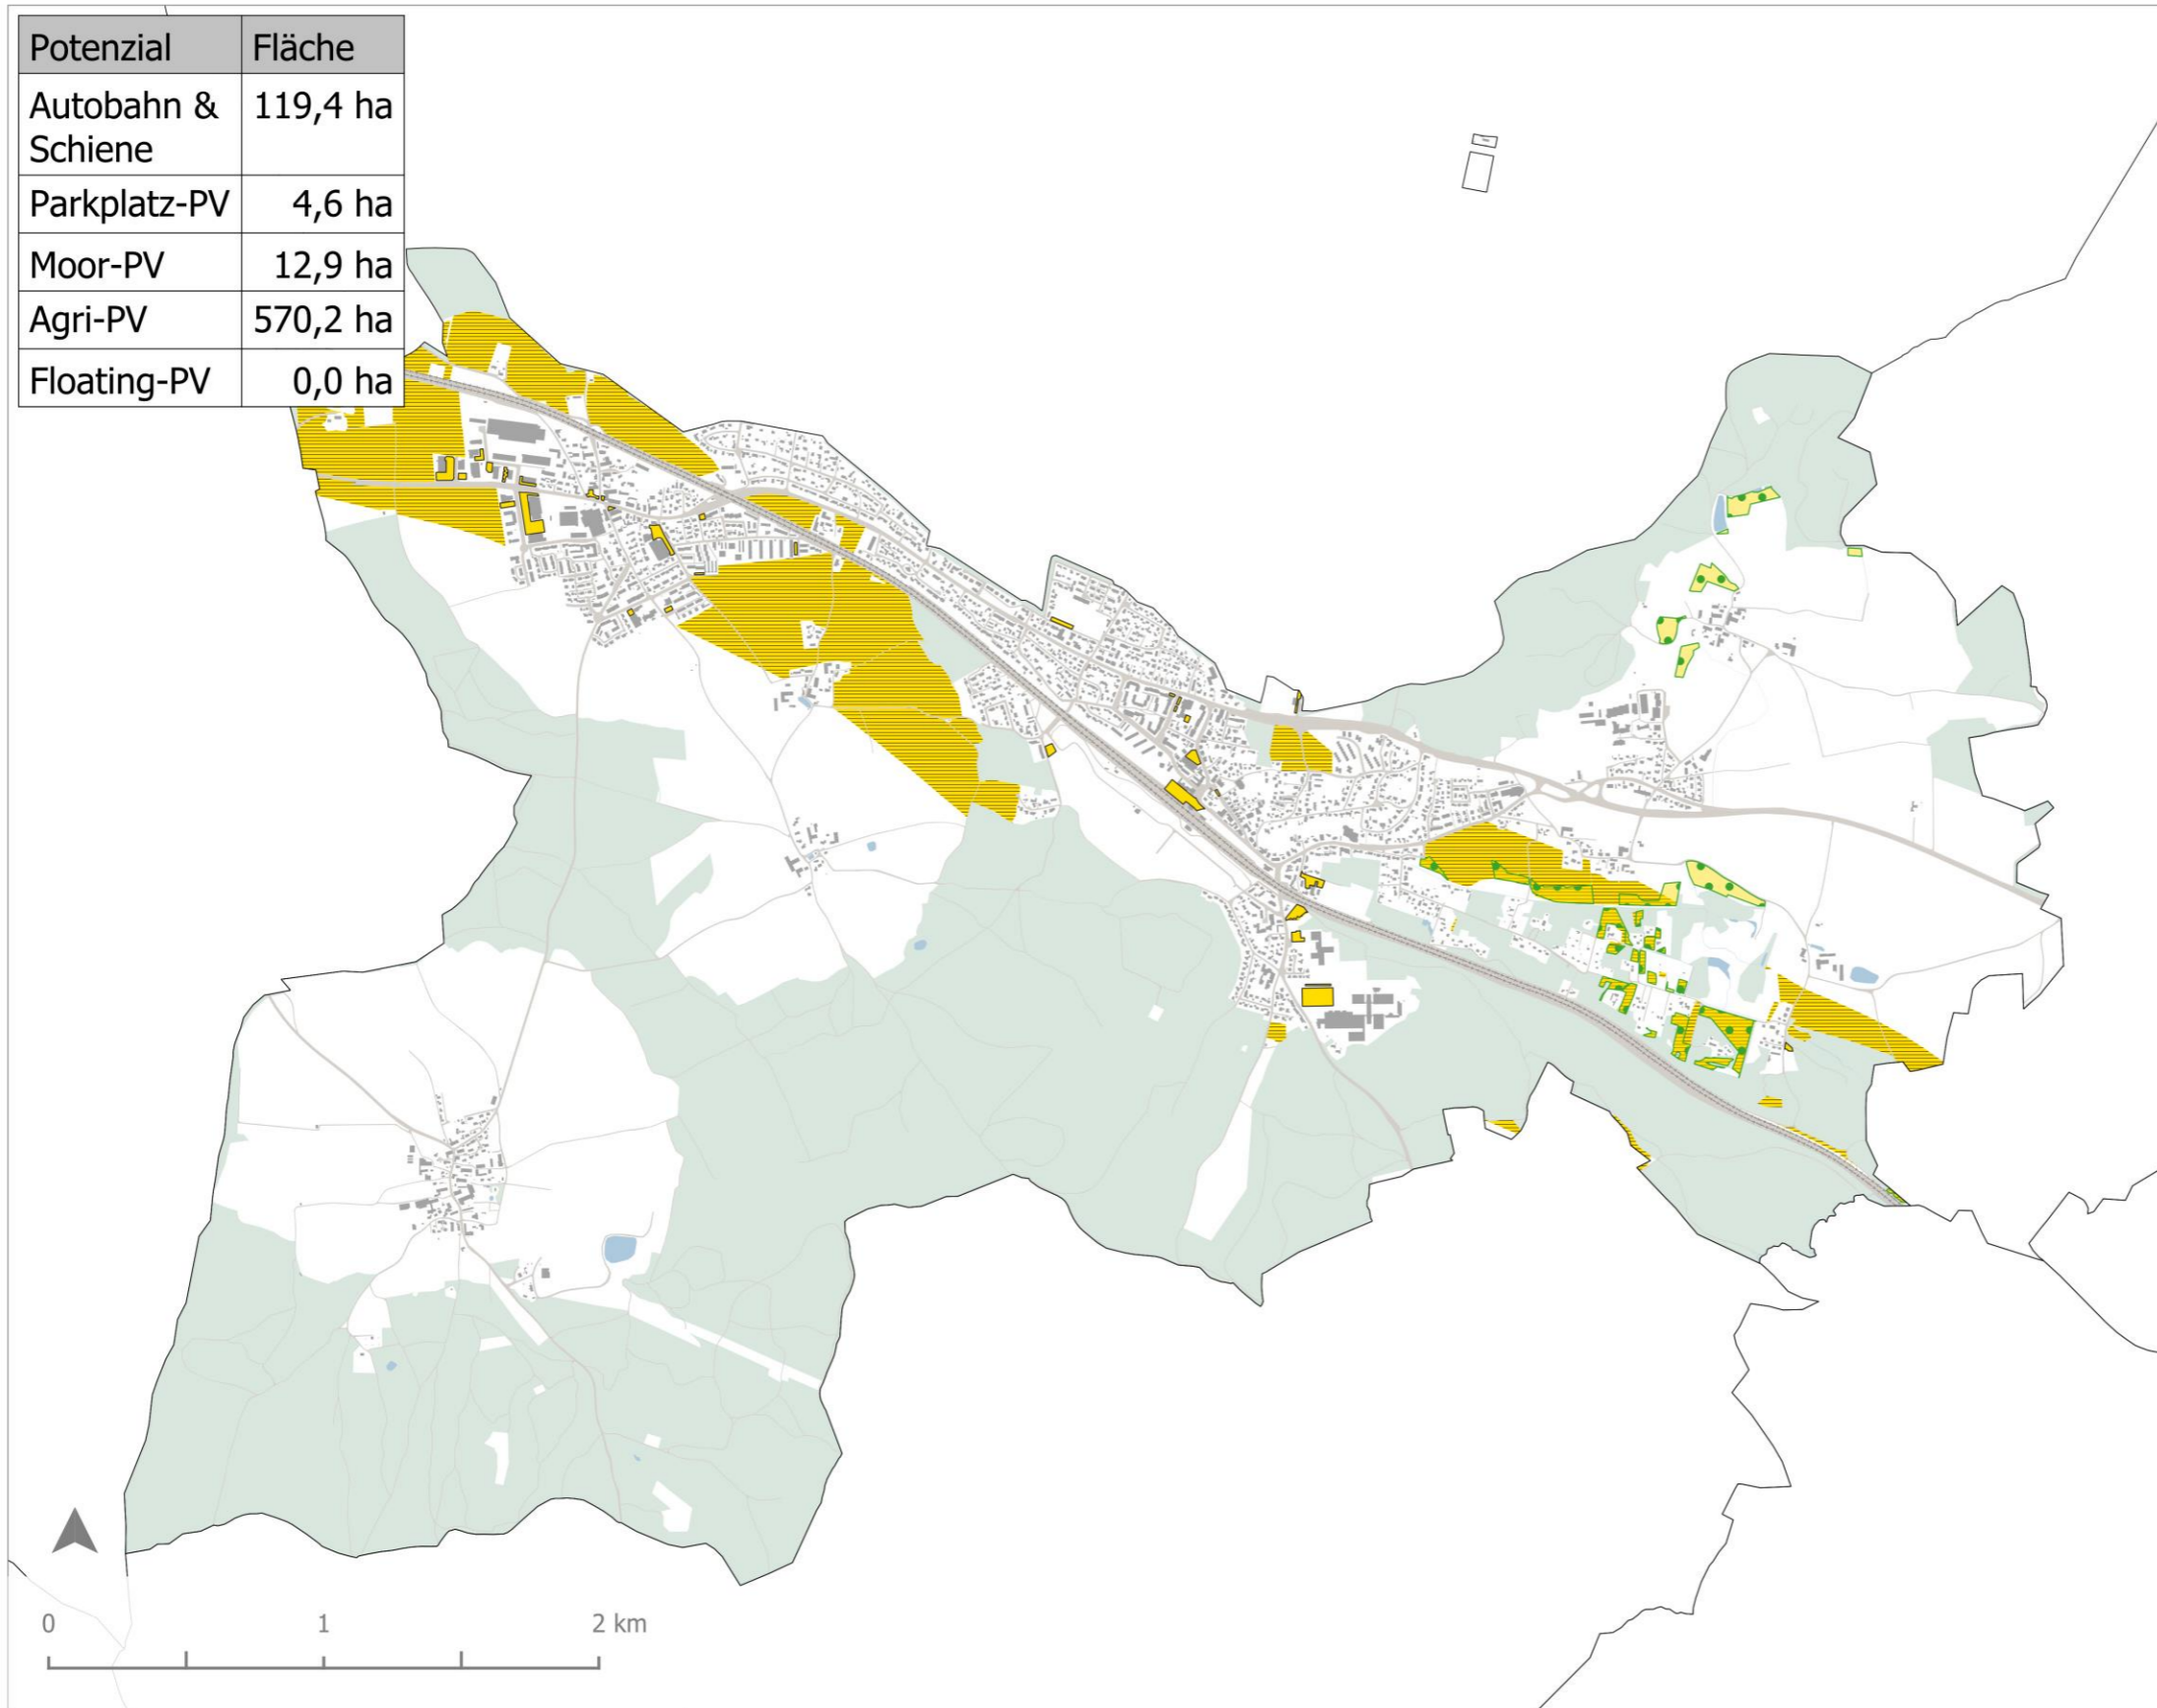 Potenzial Fläche
Autobahn & 119,4 ha
Schiene
Parkplatz-PV 4,6 ha
Moor-PV 12,9 ha
Agri-PV 570,2 ha
Floating-PV 0,0 ha
0 1 2 km